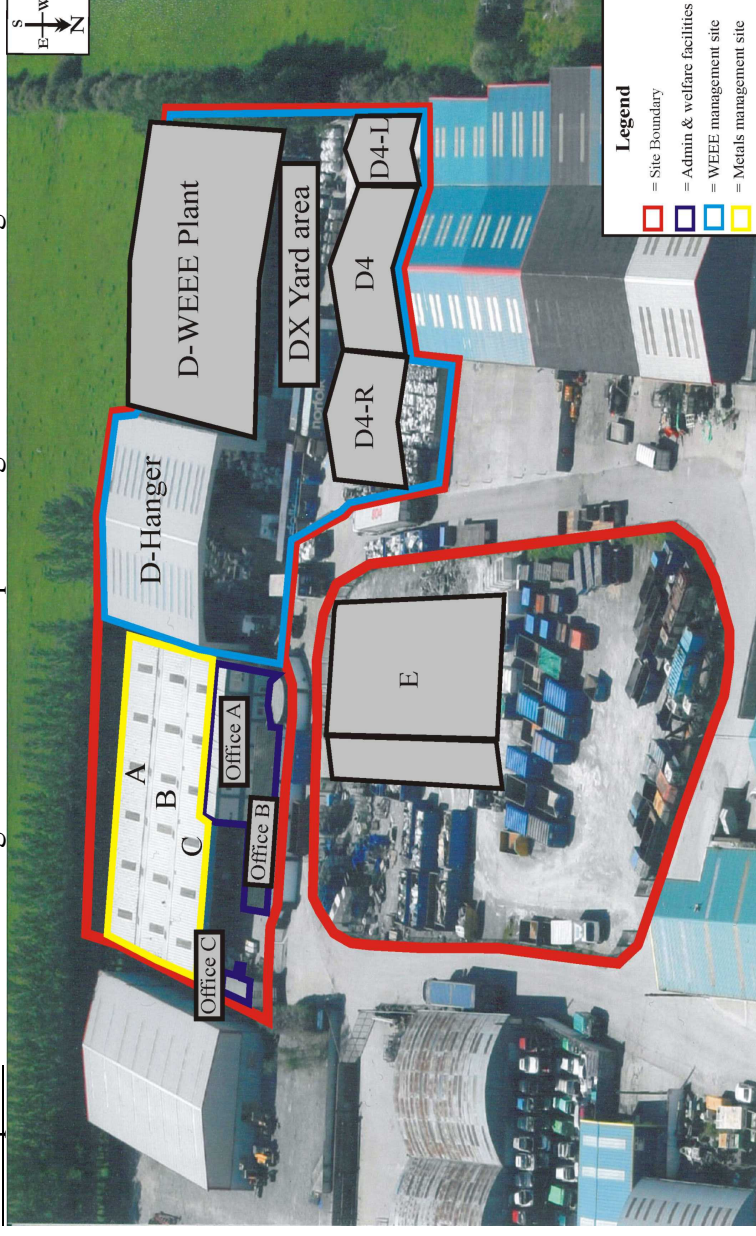 S
E W
N
D-WEEE Plant
DX Yard area
D4-L
D4
D4-R
D-Hanger
norfolk
A
B
C
Office A
Office B
Office C
E
Legend
= Site Boundary
= Admin & welfare facilities
= WEEE management site
= Metals management site